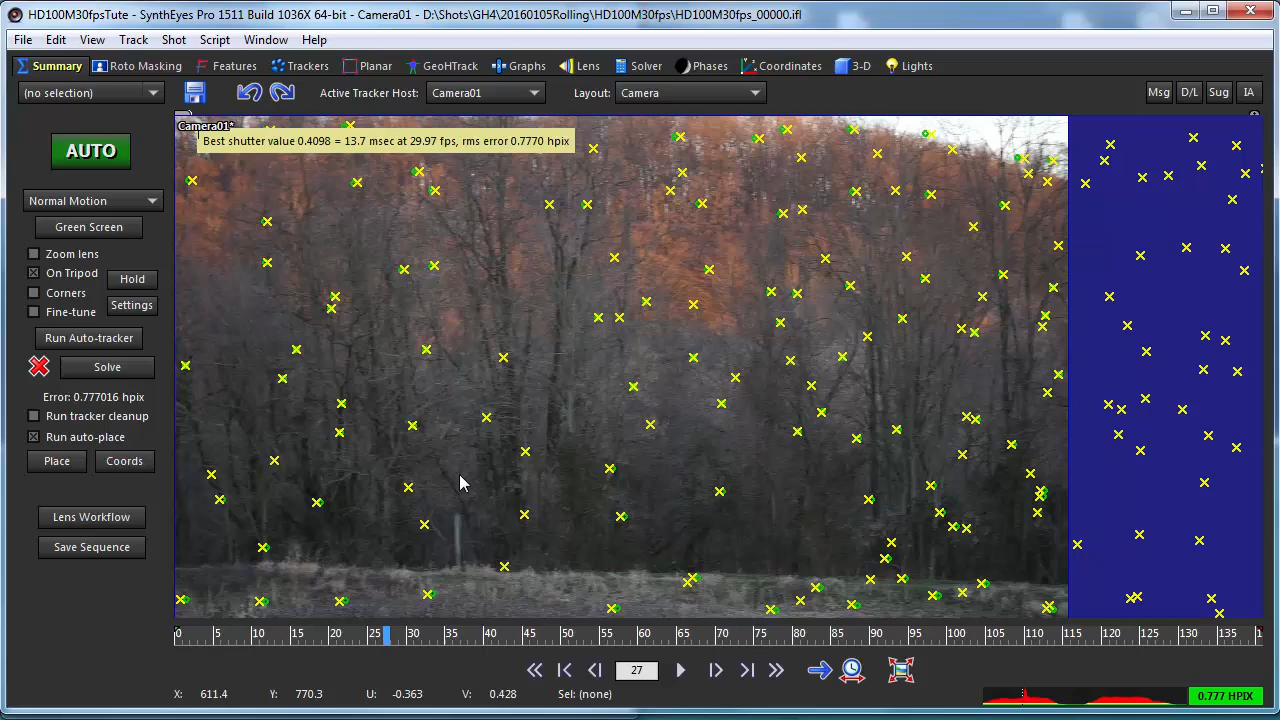 HD100M30fpsTute - SynthEyes Pro 1511 Build 1036X 64-bit - Camera01 - D:\Shots\GH4\20160105Rolling\HD100M30fps\HD100M30fps_00000.ifl
File Edit View Track Shot Script Window Help
Summary Roto Masking Features Trackers Planar GeoHTrack Graphs Lens Solver Phases Coordinates 3-D Lights
(no selection) Active Tracker Host: Camera01 Layout: Camera Msg D/L Sug IA
Camera01*
Best shutter value 0.4098 = 13.7 msec at 29.97 fps, rms error 0.7770 hpix
AUTO
Normal Motion
Green Screen
Zoom lens
On Tripod Hold
Corners
Fine-tune Settings
Run Auto-tracker
Solve
Error: 0.777016 hpix
Run tracker cleanup
Run auto-place
Place Coords
Lens Workflow
Save Sequence
0 5 10 15 20 25 30 35 40 45 50 55 60 65 70 75 80 85 90 95 100 105 110 115 120 125 130 135
27
X: 611.4 Y: 770.3 U: -0.363 V: 0.428 Sel: (none) 0.777 HPIX